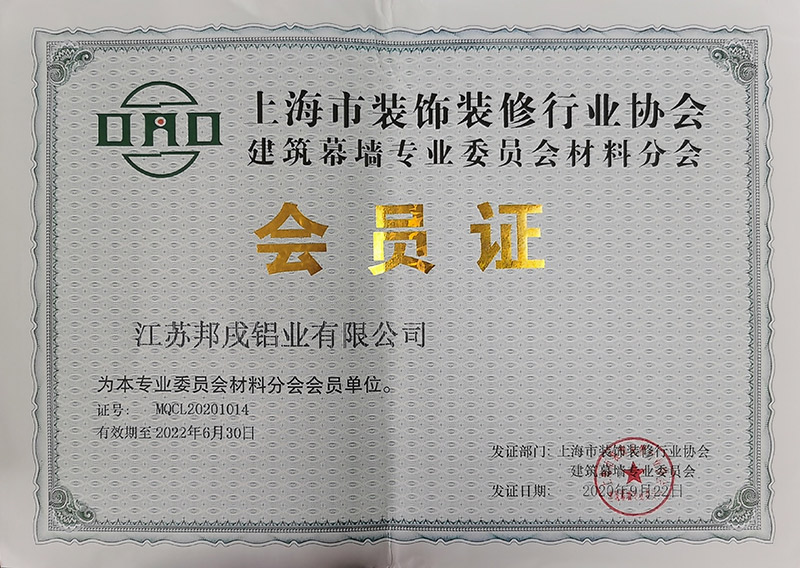 上海市装饰装修行业协会
建筑幕墙专业委员会材料分会
会员证
江苏邦戌铝业有限公司
为本专业委员会材料分会会员单位。
证号: MQCL20201014
有效期至2022年6月30日
发证部门: 上海市装饰装修行业协会
建筑幕墙专业委员会
发证日期: 2020年9月22日